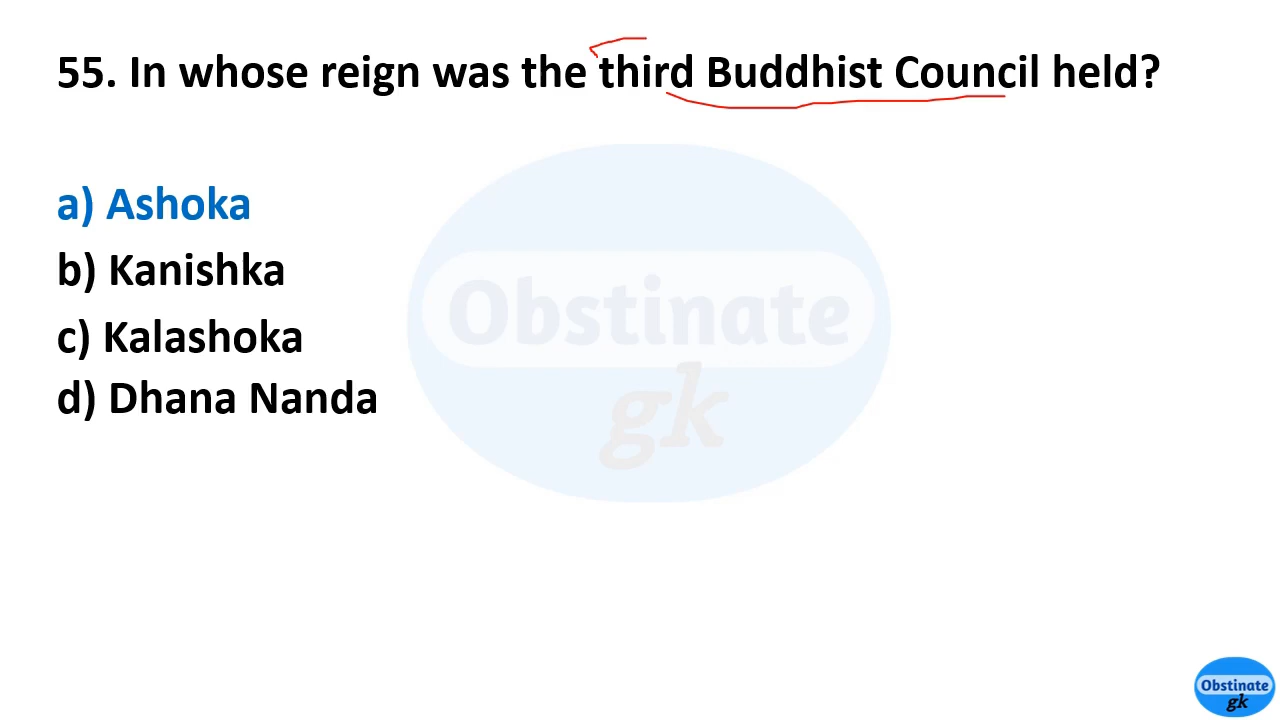 55. In whose reign was the third Buddhist Council held?
a) Ashoka
b) Kanishka
c) Kalashoka
d) Dhana Nanda
Obstinate
gk
Obstinate
gk